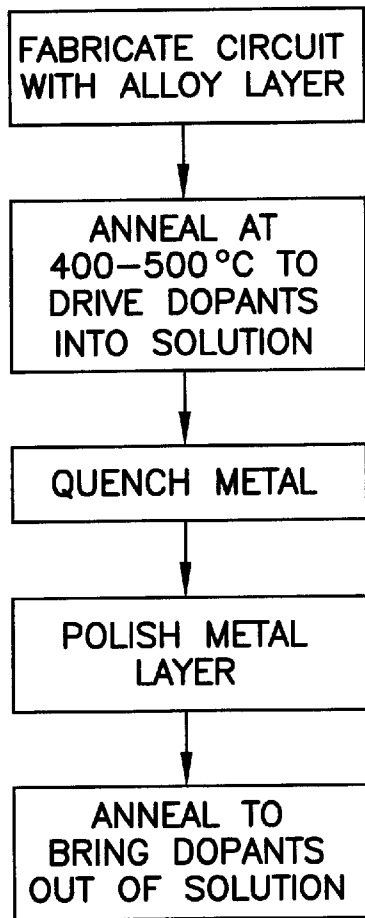 FABRICATE CIRCUIT
WITH ALLOY LAYER
ANNEAL AT
400-500°C TO
DRIVE DOPANTS
INTO SOLUTION
QUENCH METAL
POLISH METAL
LAYER
ANNEAL TO
BRING DOPANTS
OUT OF SOLUTION